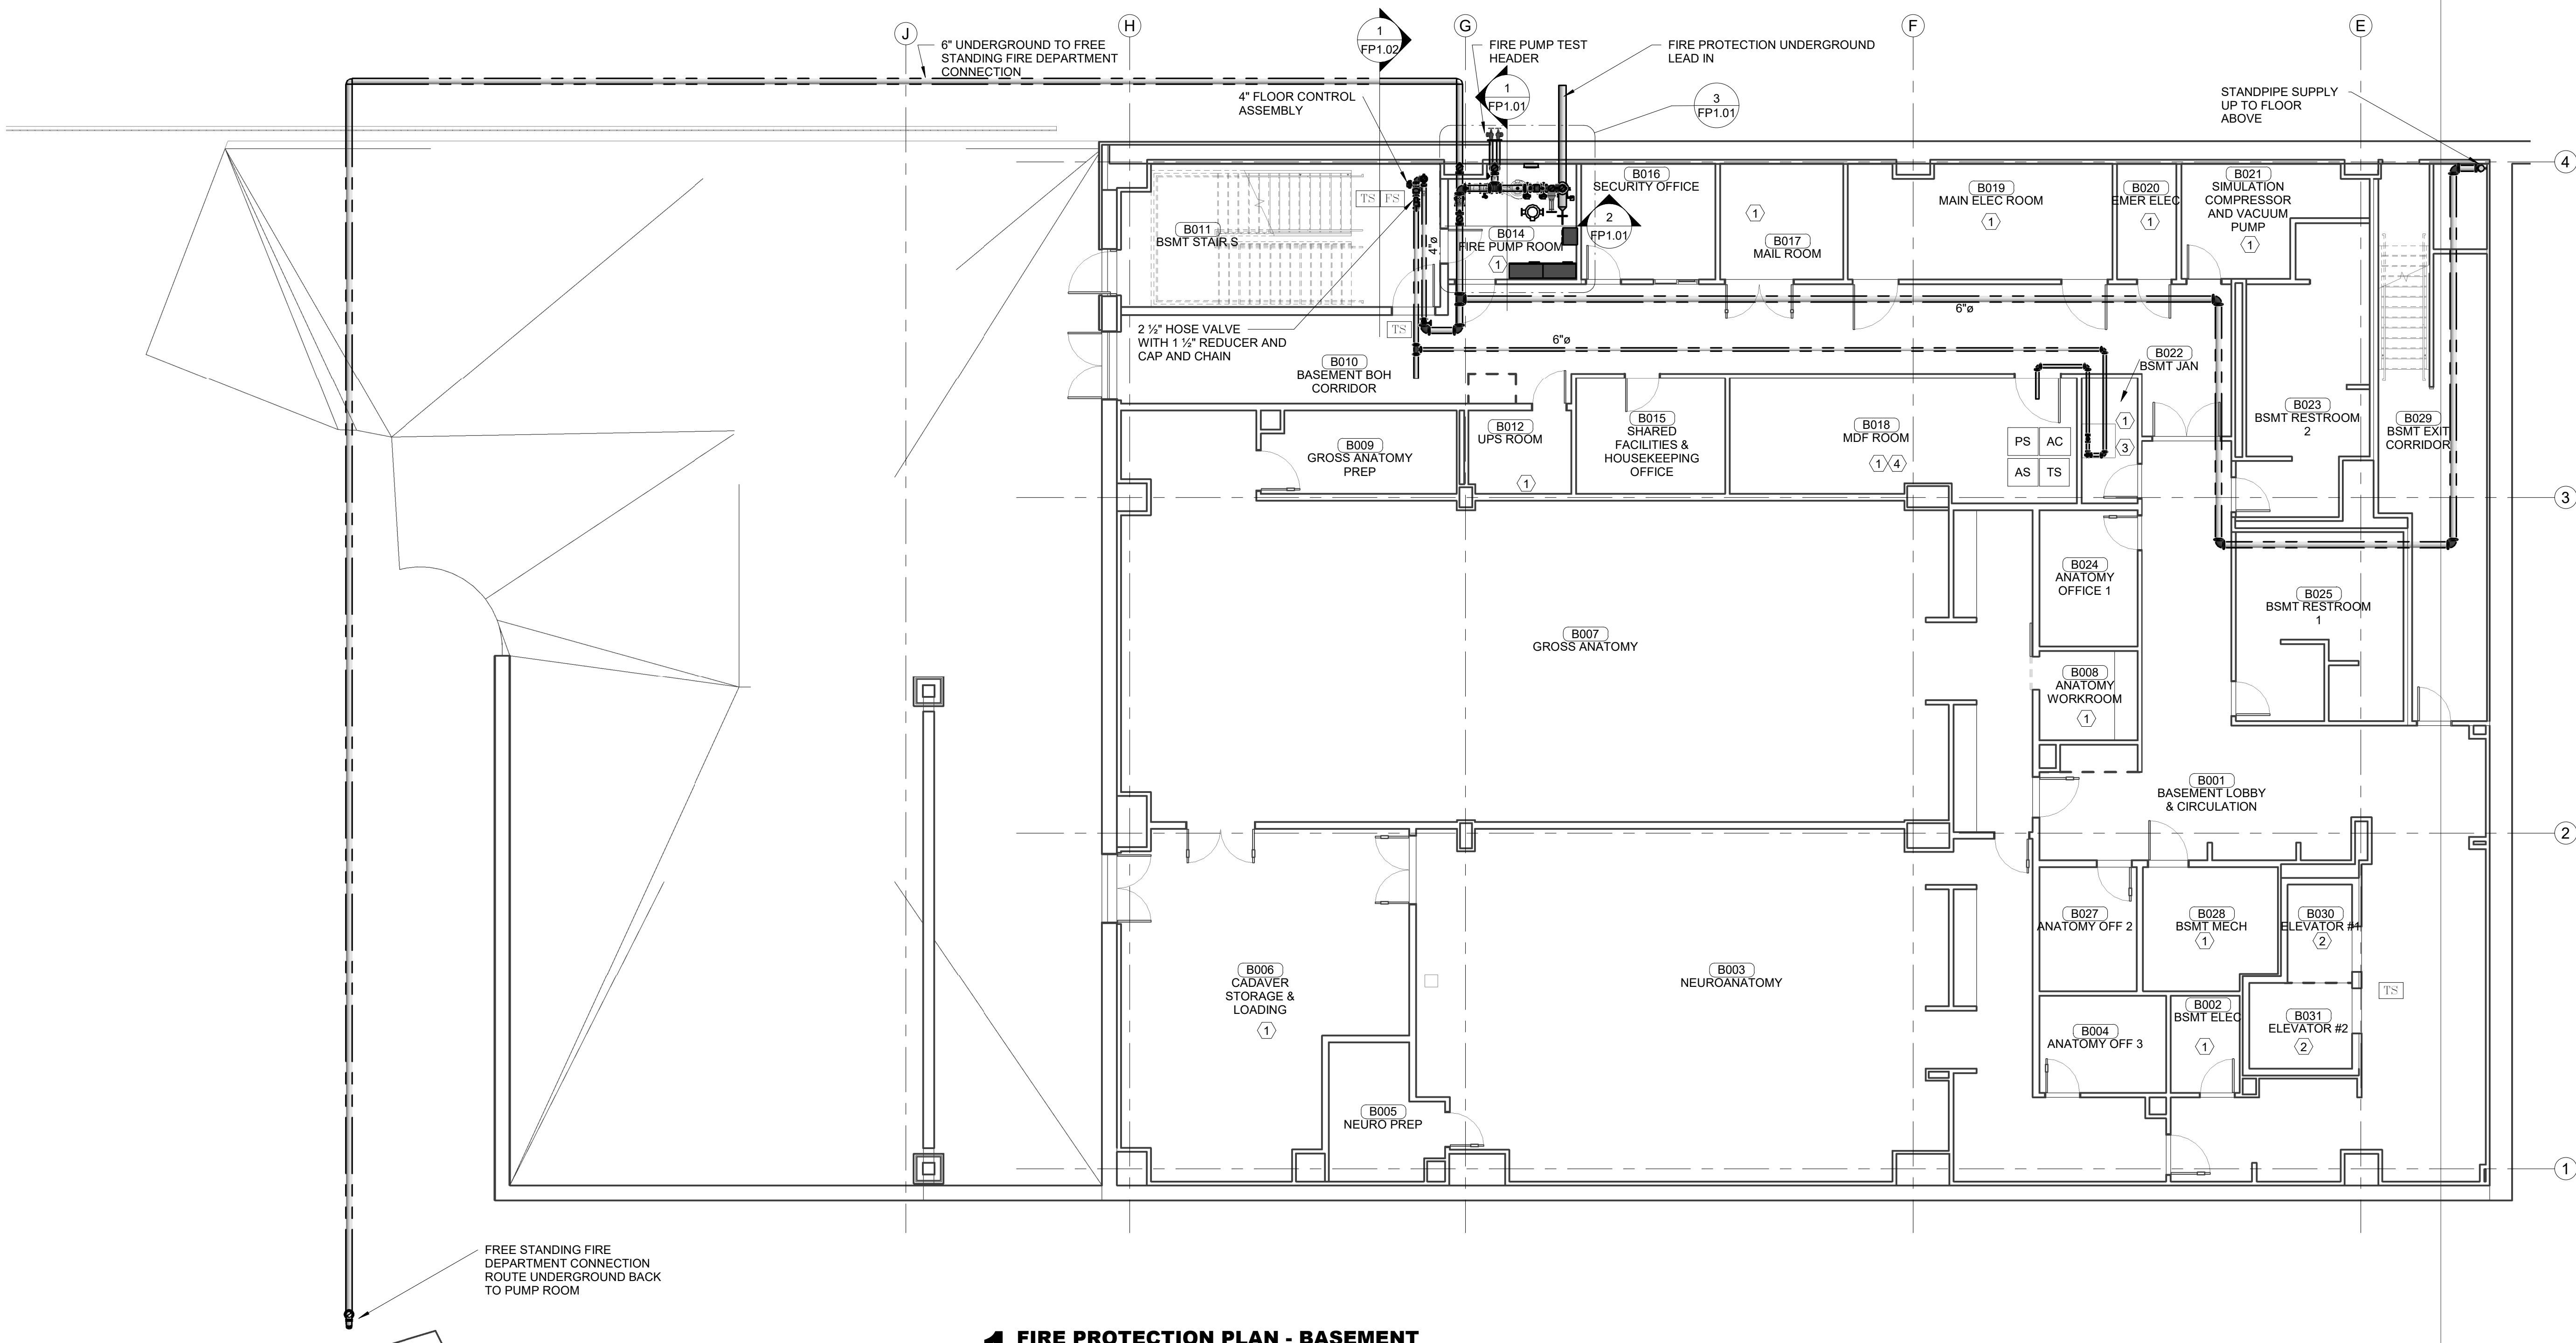 J
H
G
F
E
6" UNDERGROUND TO FREE
STANDING FIRE DEPARTMENT
CONNECTION
1
FP1.02
FIRE PUMP TEST
HEADER
FIRE PROTECTION UNDERGROUND
LEAD IN
4" FLOOR CONTROL
ASSEMBLY
1
FP1.01
3
FP1.01
STANDPIPE SUPPLY
UP TO FLOOR
ABOVE
4
B011
BSMT STAIR S
TS FS
4"ø
B014
FIRE PUMP ROOM
1
2
FP1.01
B016
SECURITY OFFICE
1
B017
MAIL ROOM
B019
MAIN ELEC ROOM
1
B020
EMER ELEC
1
B021
SIMULATION
COMPRESSOR
AND VACUUM
PUMP
1
2 ½" HOSE VALVE
WITH 1 ½" REDUCER AND
CAP AND CHAIN
TS
6"ø
6"ø
B010
BASEMENT BOH
CORRIDOR
B022
BSMT JAN
1
3
B009
GROSS ANATOMY
PREP
B012
UPS ROOM
1
B015
SHARED
FACILITIES &
HOUSEKEEPING
OFFICE
B018
MDF ROOM
1 4
PS AC
AS TS
B023
BSMT RESTROOM
2
B029
BSMT EXIT
CORRIDOR
3
B024
ANATOMY
OFFICE 1
B025
BSMT RESTROOM
1
B007
GROSS ANATOMY
B008
ANATOMY
WORKROOM
1
B001
BASEMENT LOBBY
& CIRCULATION
2
B027
ANATOMY OFF 2
B028
BSMT MECH
1
B030
ELEVATOR #1
2
B006
CADAVER
STORAGE &
LOADING
1
B003
NEUROANATOMY
TS
B004
ANATOMY OFF 3
B002
BSMT ELEC
1
B031
ELEVATOR #2
2
B005
NEURO PREP
1
FREE STANDING FIRE
DEPARTMENT CONNECTION
ROUTE UNDERGROUND BACK
TO PUMP ROOM
1 FIRE PROTECTION PLAN - BASEMENT